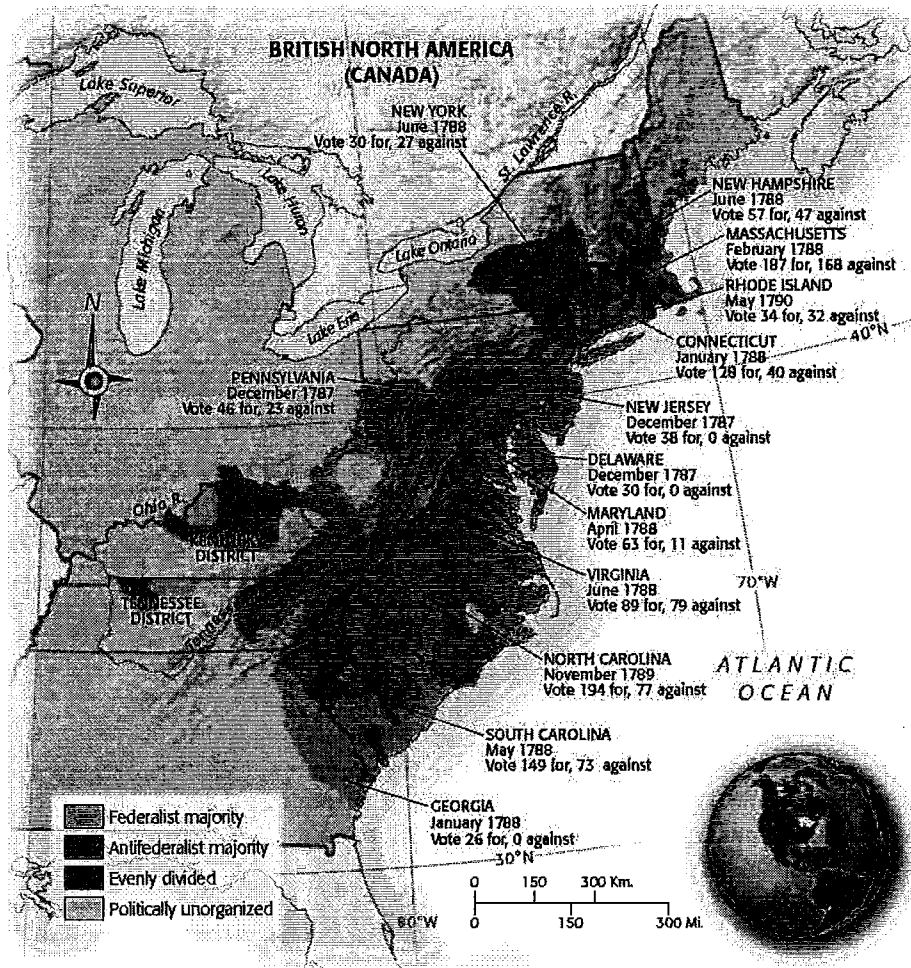 BRITISH NORTH AMERICA
(CANADA)
Lake Superior
NEW YORK
June 1788
Vote 30 for, 27 against
St. Lawrence R.
Lake Huron
Lake Michigan
Lake Ontario
Lake Erie
NEW HAMPSHIRE
June 1788
Vote 57 for, 47 against
MASSACHUSETTS
February 1788
Vote 187 for, 168 against
RHODE ISLAND
May 1790
Vote 34 for, 32 against
40°N
CONNECTICUT
January 1788
Vote 128 for, 40 against
N
PENNSYLVANIA
December 1787
Vote 46 for, 23 against
NEW JERSEY
December 1787
Vote 38 for, 0 against
DELAWARE
December 1787
Vote 30 for, 0 against
MARYLAND
April 1788
Vote 63 for, 11 against
Ohio R.
KENTUCKY
DISTRICT
VIRGINIA
June 1788
Vote 89 for, 79 against
70°W
TENNESSEE
DISTRICT
NORTH CAROLINA
November 1789
Vote 194 for, 77 against
ATLANTIC
OCEAN
SOUTH CAROLINA
May 1788
Vote 149 for, 73 against
GEORGIA
January 1788
Vote 26 for, 0 against
30°N
Federalist majority
Antifederalist majority
Evenly divided
Politically unorganized
0 150 300 Km.
0 150 300 Mi.
80°W